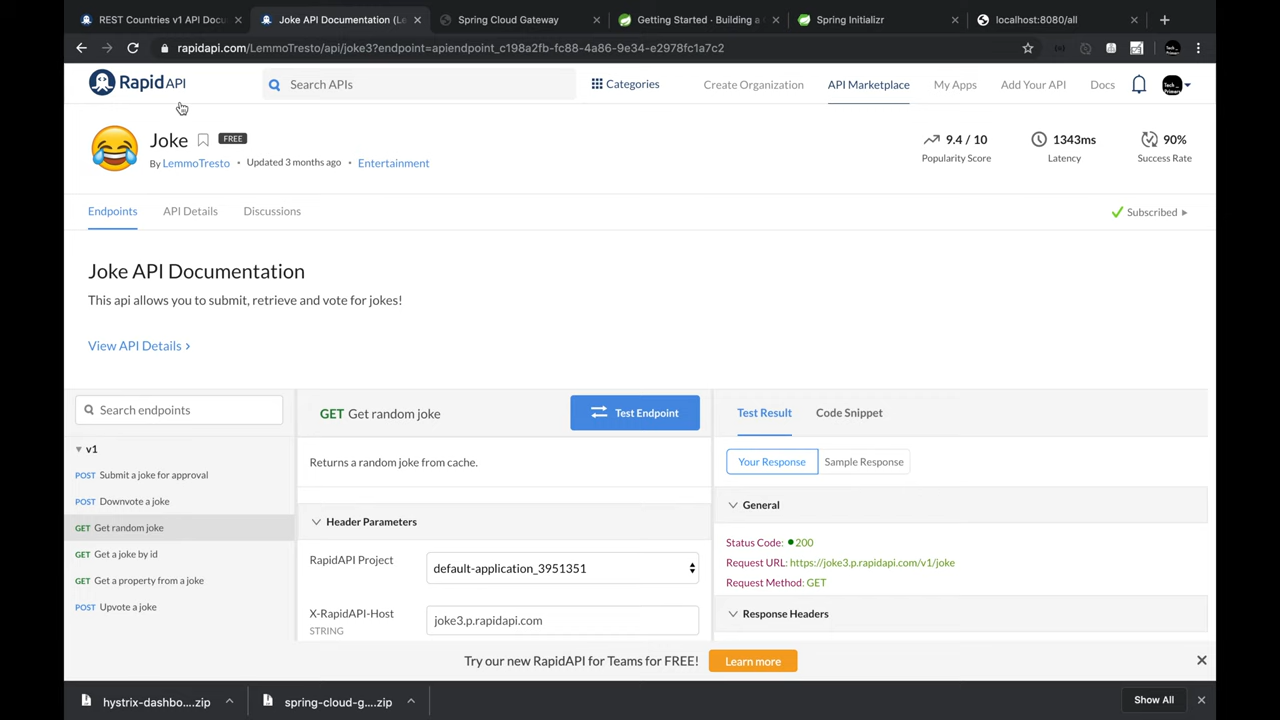 REST Countries v1 API Docu
Joke API Documentation (Le
Spring Cloud Gateway
Getting Started · Building a
Spring Initializr
localhost:8080/all
rapidapi.com/LemmoTresto/api/joke3?endpoint=apiendpoint_c198a2fb-fc88-4a86-9e34-e2978fc1a7c2
Rapid API
Search APIs
Categories
Create Organization
API Marketplace
My Apps
Add Your API
Docs
Joke FREE
By LemmoTresto · Updated 3 months ago · Entertainment
9.4 / 10
Popularity Score
1343ms
Latency
90%
Success Rate
Endpoints
API Details
Discussions
Subscribed
Joke API Documentation
This api allows you to submit, retrieve and vote for jokes!
View API Details >
Search endpoints
v1
POST Submit a joke for approval
POST Downvote a joke
GET Get random joke
GET Get a joke by id
GET Get a property from a joke
POST Upvote a joke
GET Get random joke
Test Endpoint
Returns a random joke from cache.
Header Parameters
RapidAPI Project
default-application_3951351
X-RapidAPI-Host
STRING
joke3.p.rapidapi.com
Test Result
Code Snippet
Your Response
Sample Response
General
Status Code: 200
Request URL: https://joke3.p.rapidapi.com/v1/joke
Request Method: GET
Response Headers
Try our new RapidAPI for Teams for FREE!
Learn more
hystrix-dashbo....zip
spring-cloud-g....zip
Show All